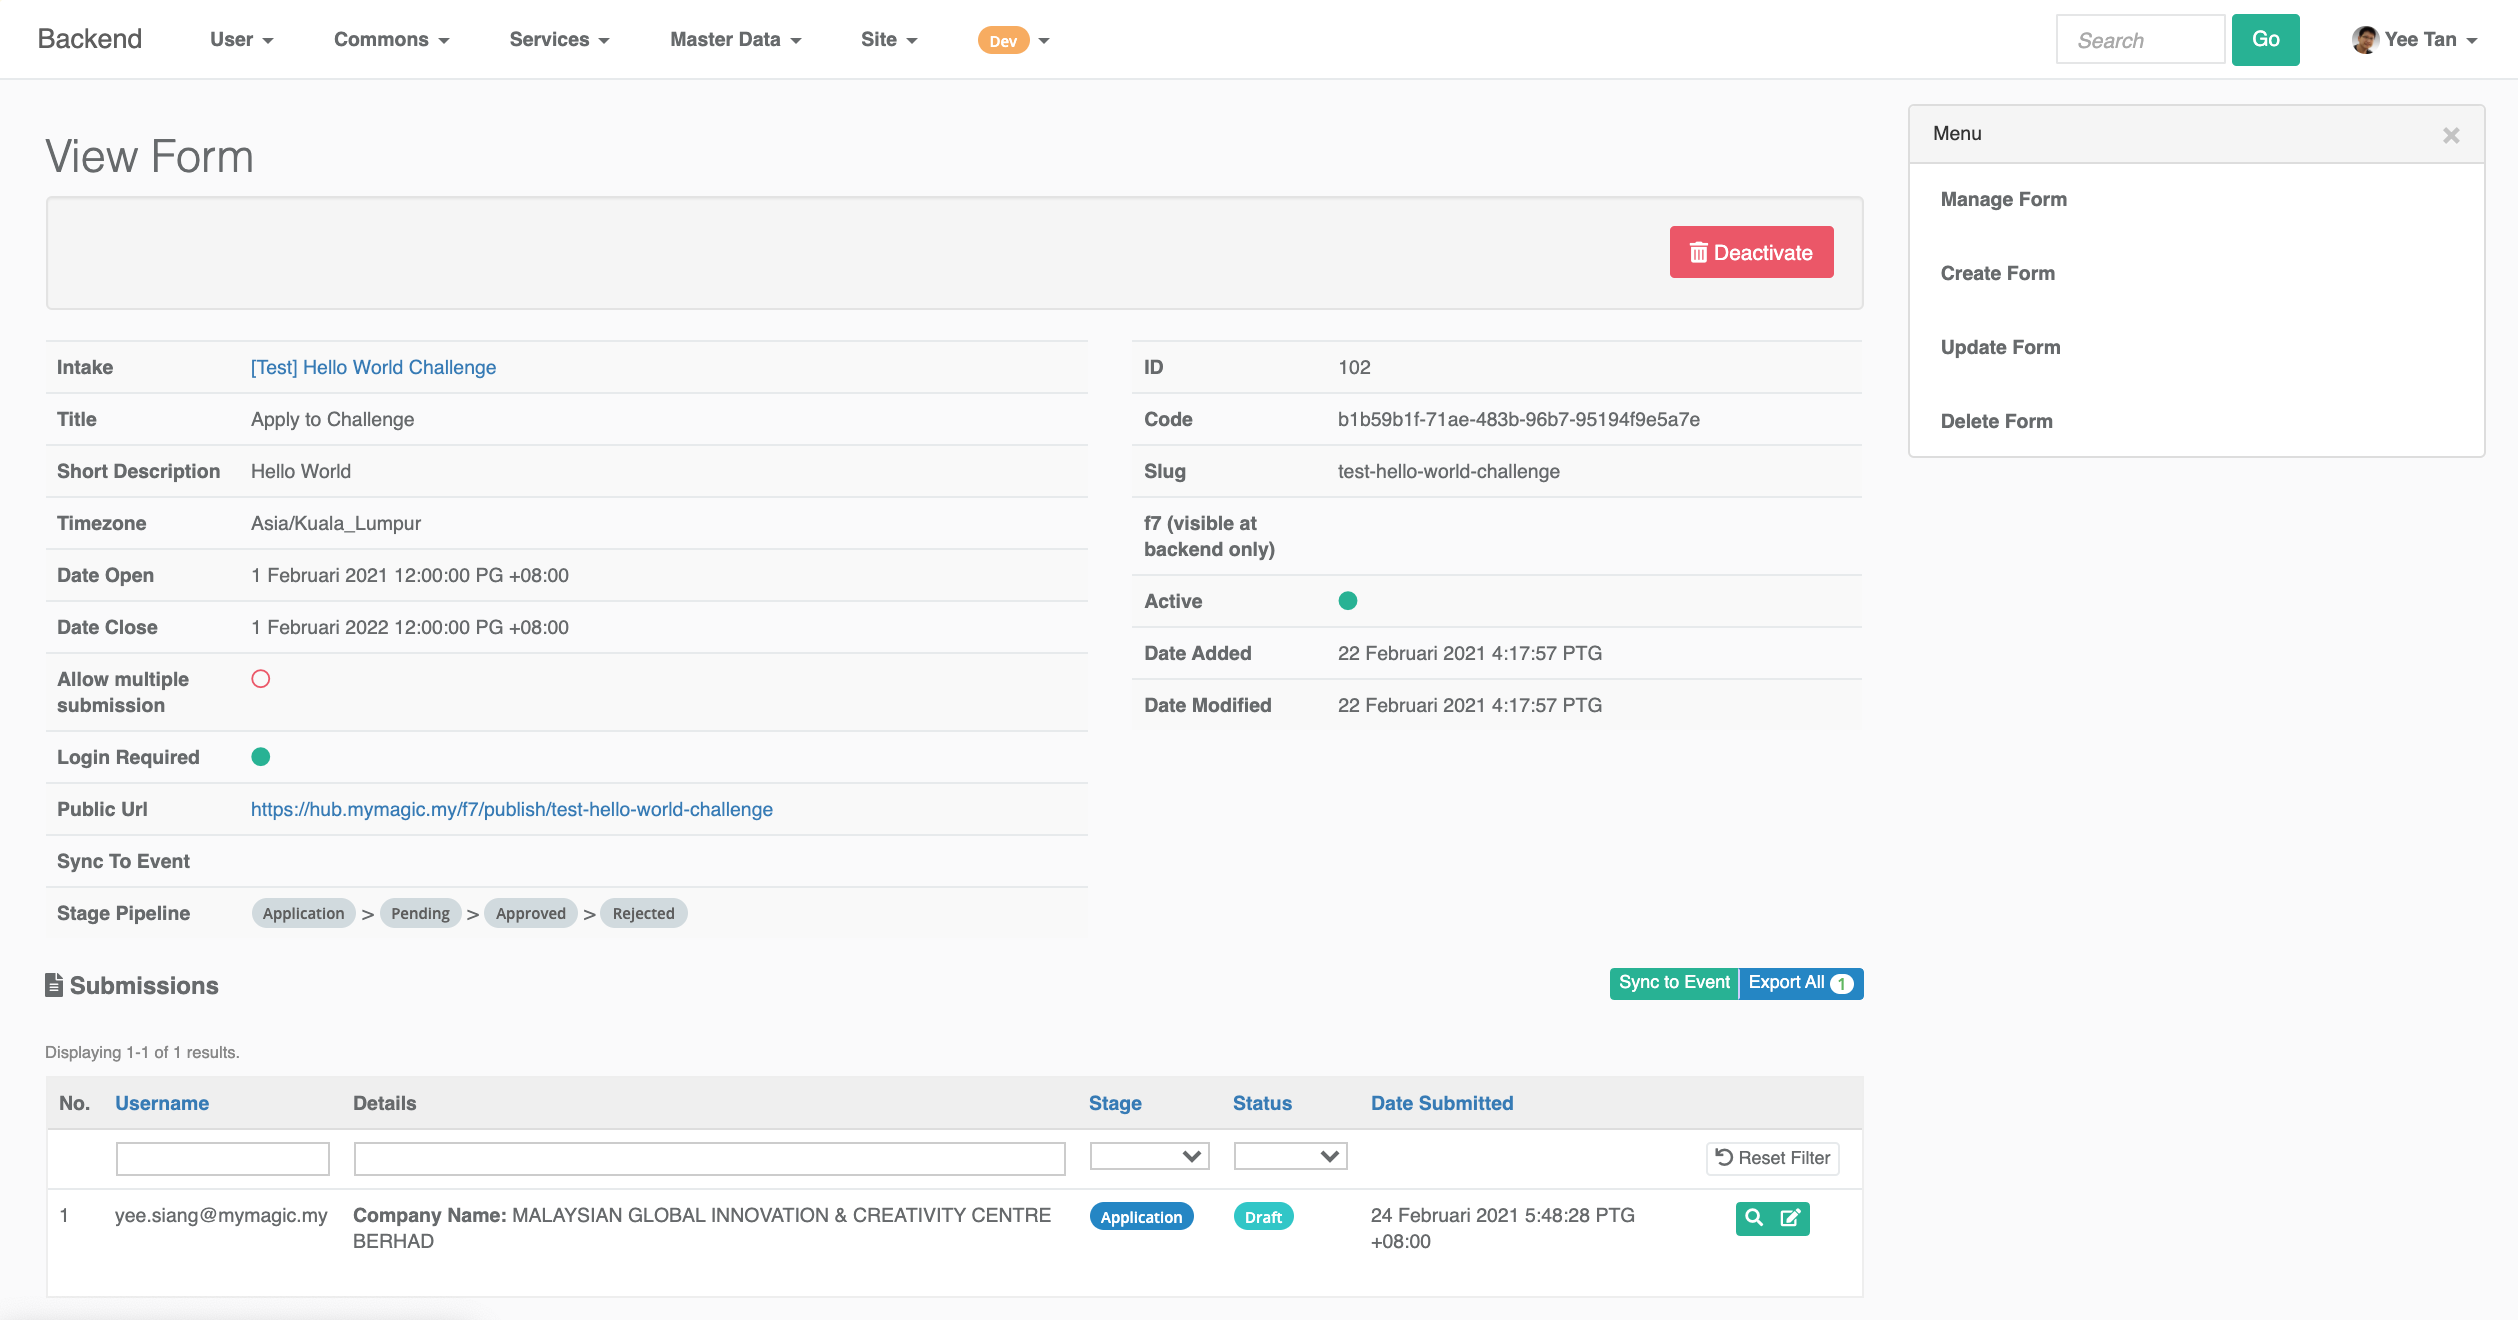 Backend User Commons Services Master Data Site Dev Search Go Yee Tan
View Form
Deactivate
Intake [Test] Hello World Challenge
Title Apply to Challenge
Short Description Hello World
Timezone Asia/Kuala_Lumpur
Date Open 1 Februari 2021 12:00:00 PG +08:00
Date Close 1 Februari 2022 12:00:00 PG +08:00
Allow multiple
submission
Login Required
Public Url https://hub.mymagic.my/f7/publish/test-hello-world-challenge
Sync To Event
Stage Pipeline Application > Pending > Approved > Rejected
ID 102
Code b1b59b1f-71ae-483b-96b7-95194f9e5a7e
Slug test-hello-world-challenge
f7 (visible at
backend only)
Active
Date Added 22 Februari 2021 4:17:57 PTG
Date Modified 22 Februari 2021 4:17:57 PTG
Menu
Manage Form
Create Form
Update Form
Delete Form
Submissions Sync to Event Export All 1
Displaying 1-1 of 1 results.
No. Username Details Stage Status Date Submitted
Reset Filter
1 yee.siang@mymagic.my Company Name: MALAYSIAN GLOBAL INNOVATION & CREATIVITY CENTRE Application Draft 24 Februari 2021 5:48:28 PTG
BERHAD +08:00